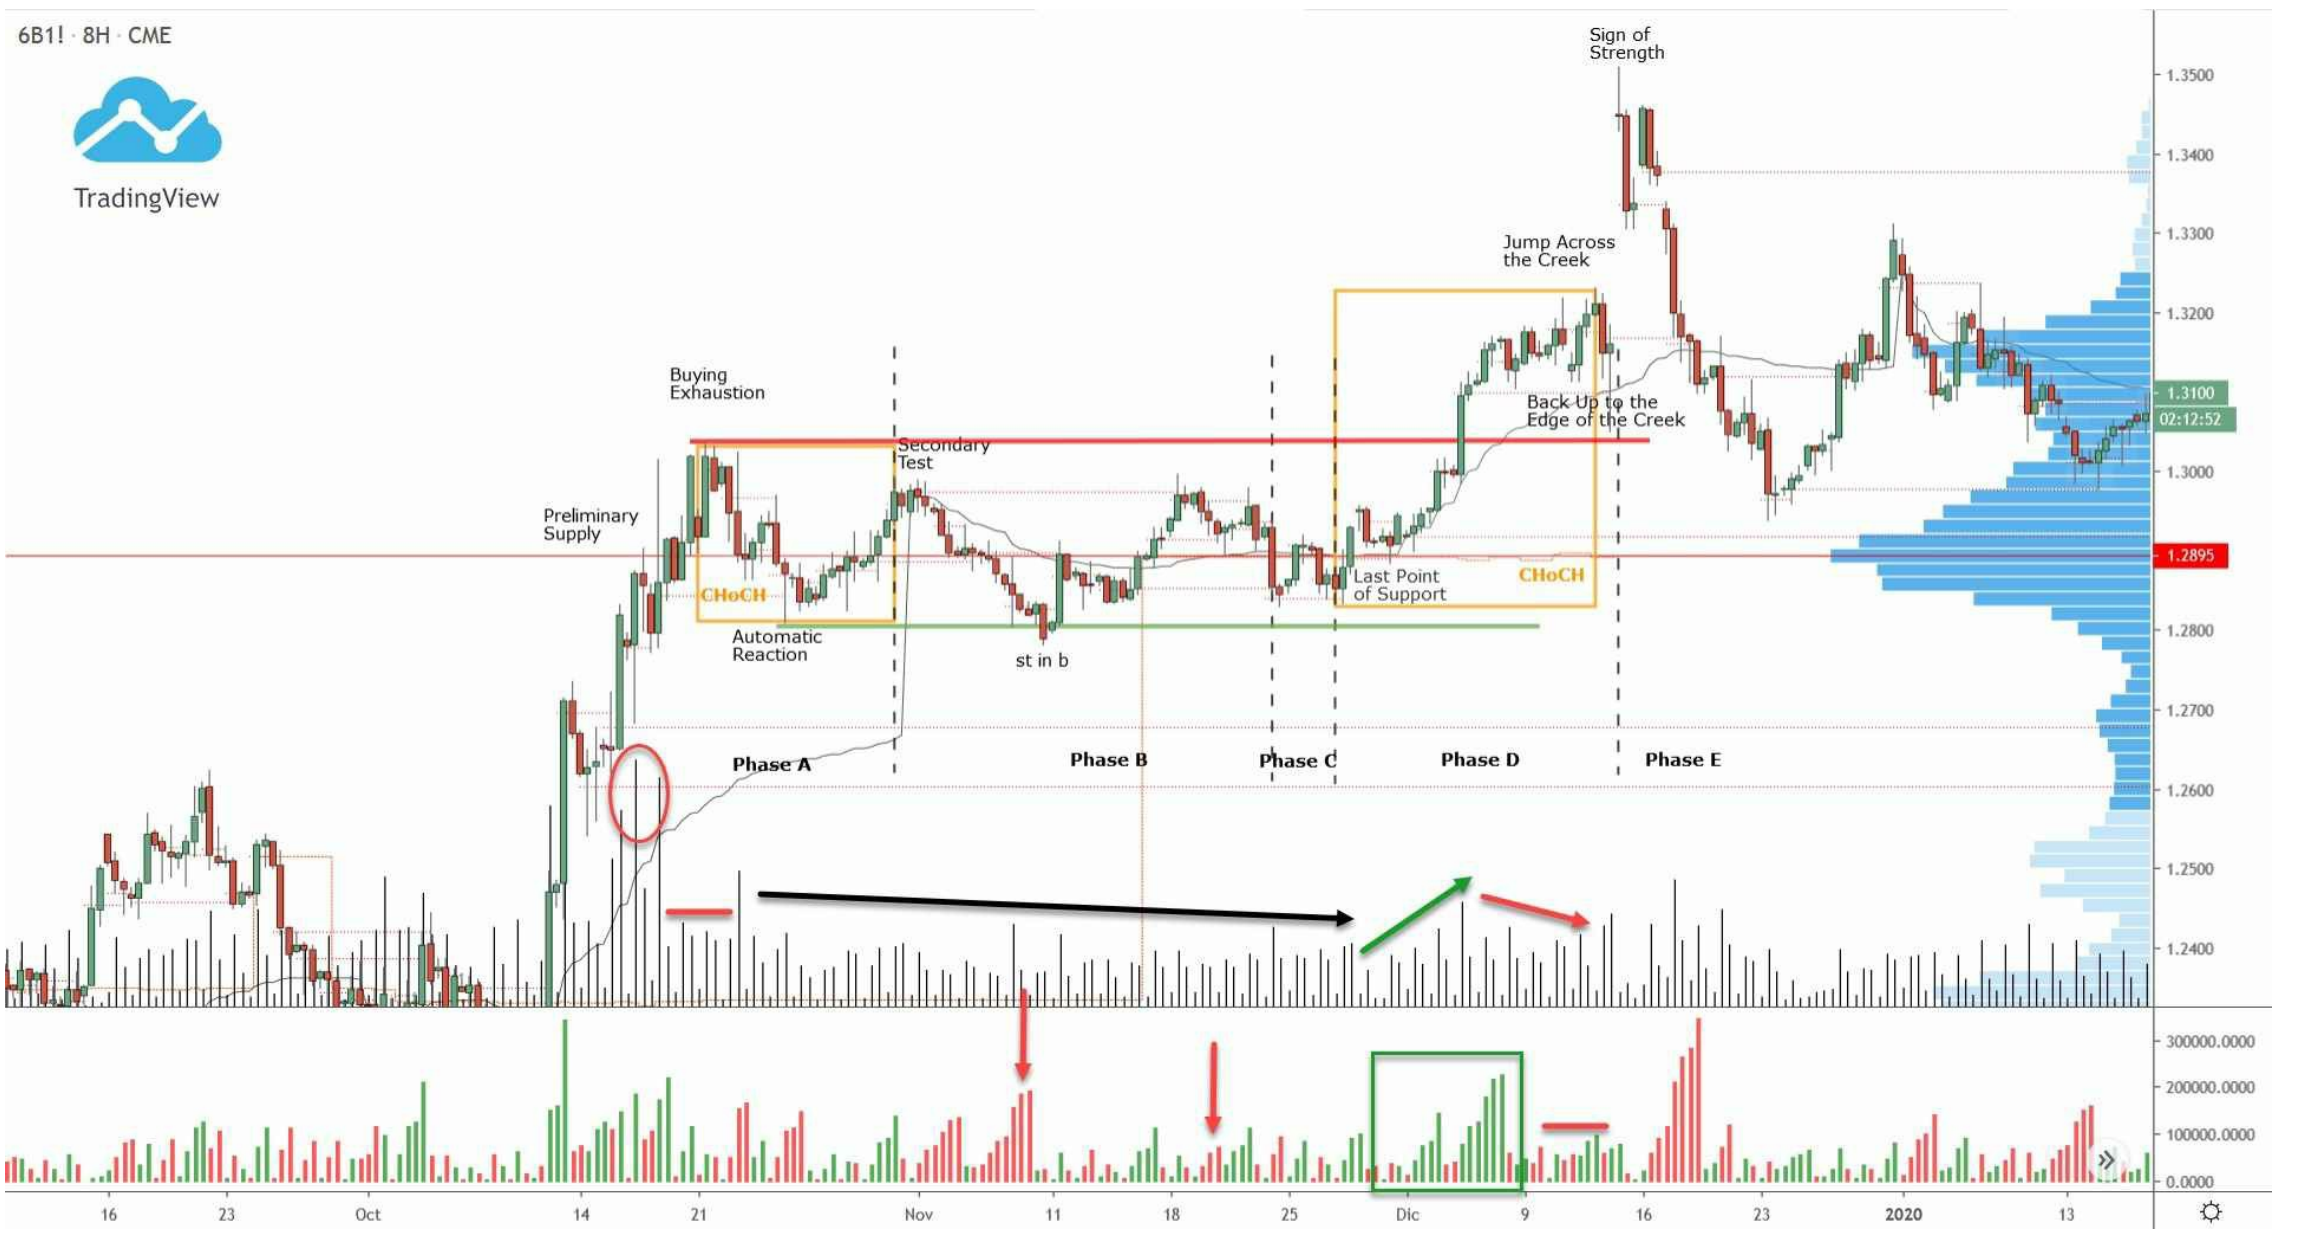 6B1! · 8H · CME
TradingView
Sign of
Strength
Jump Across
the Creek
Back Up to the
Edge of the Creek
Buying
Exhaustion
Secondary
Test
Preliminary
Supply
CHoCH
Automatic
Reaction
st in b
Last Point
of Support
CHoCH
Phase A
Phase B
Phase C
Phase D
Phase E
1.3500
1.3400
1.3300
1.3200
1.3100
02:12:52
1.3000
1.2895
1.2800
1.2700
1.2600
1.2500
1.2400
300000.0000
200000.0000
100000.0000
0.0000
16 23 Oct 14 21 Nov 11 18 25 Dic 9 16 23 2020 13